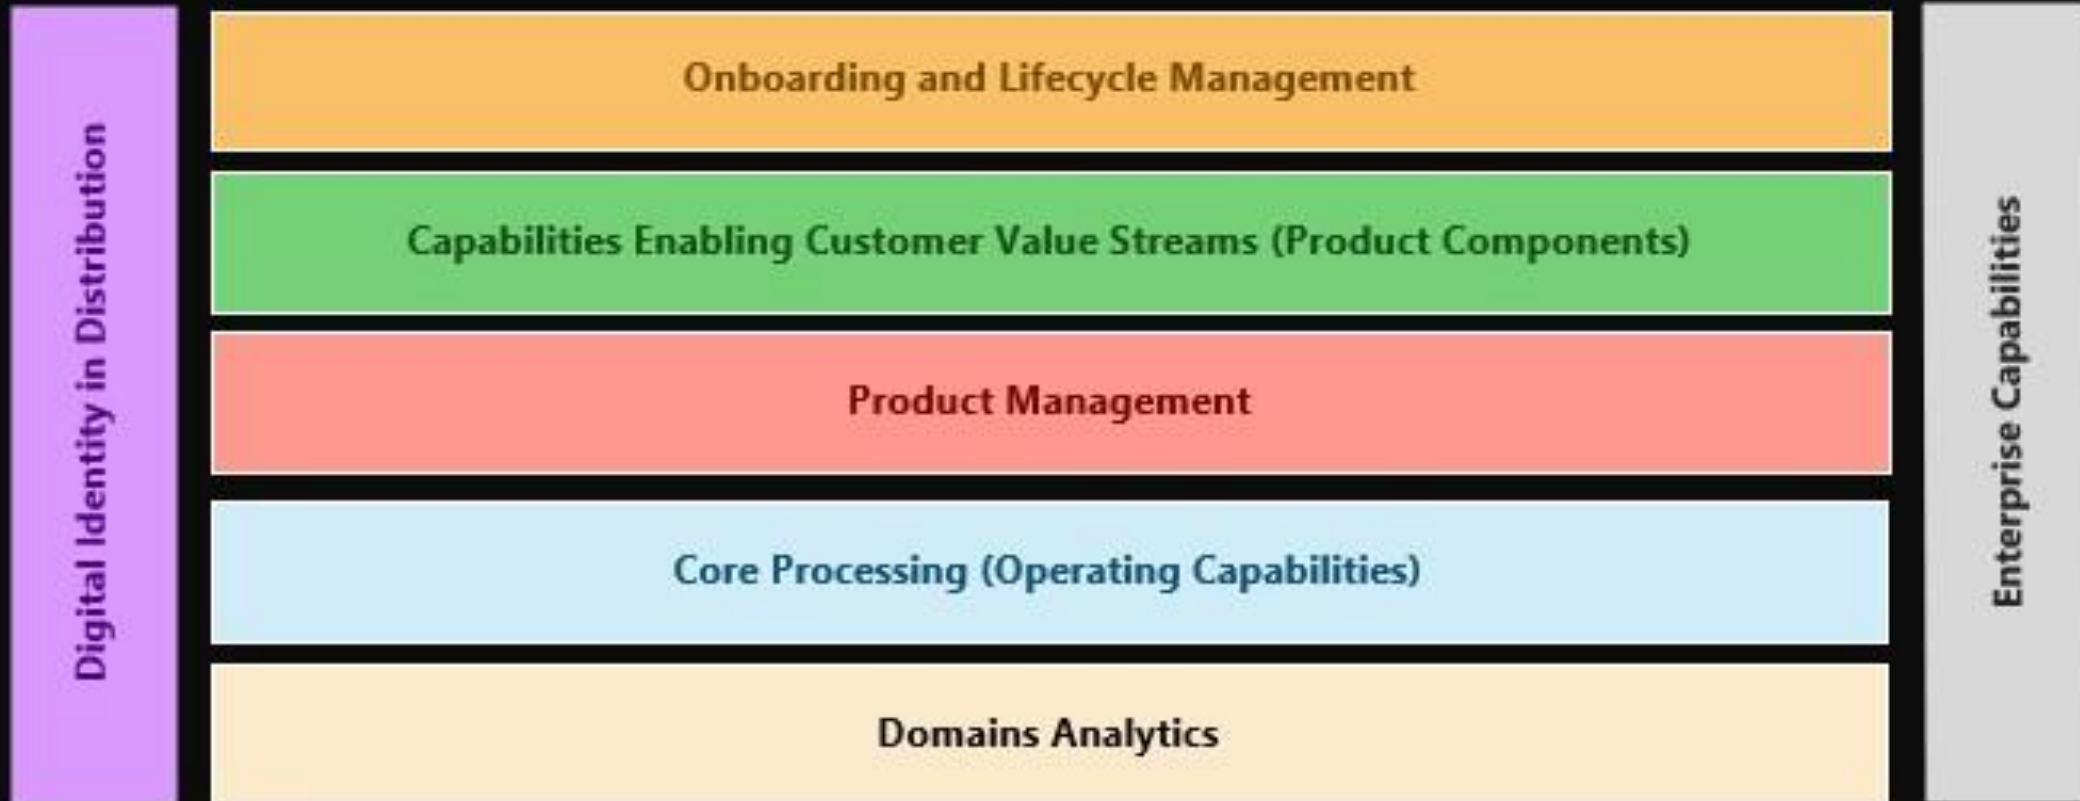 Digital Identity in Distribution
Onboarding and Lifecycle Management
Capabilities Enabling Customer Value Streams (Product Components)
Product Management
Core Processing (Operating Capabilities)
Domains Analytics
Enterprise Capabilities